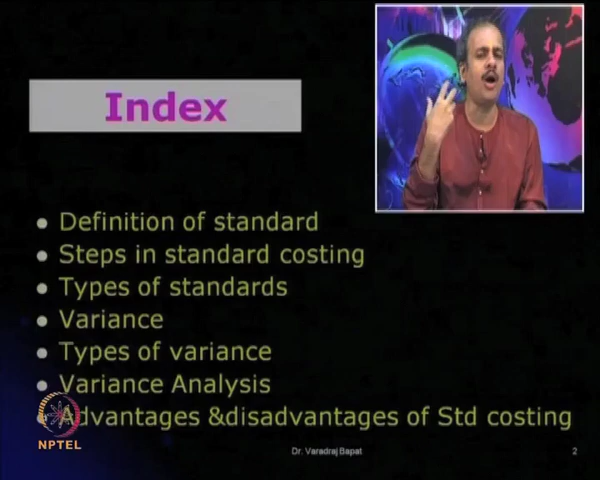 Index
● Definition of standard
● Steps in standard costing
● Types of standards
● Variance
● Types of variance
● Variance Analysis
● Advantages &disadvantages of Std costing
NPTEL
Dr. Varadraj Bapat
2